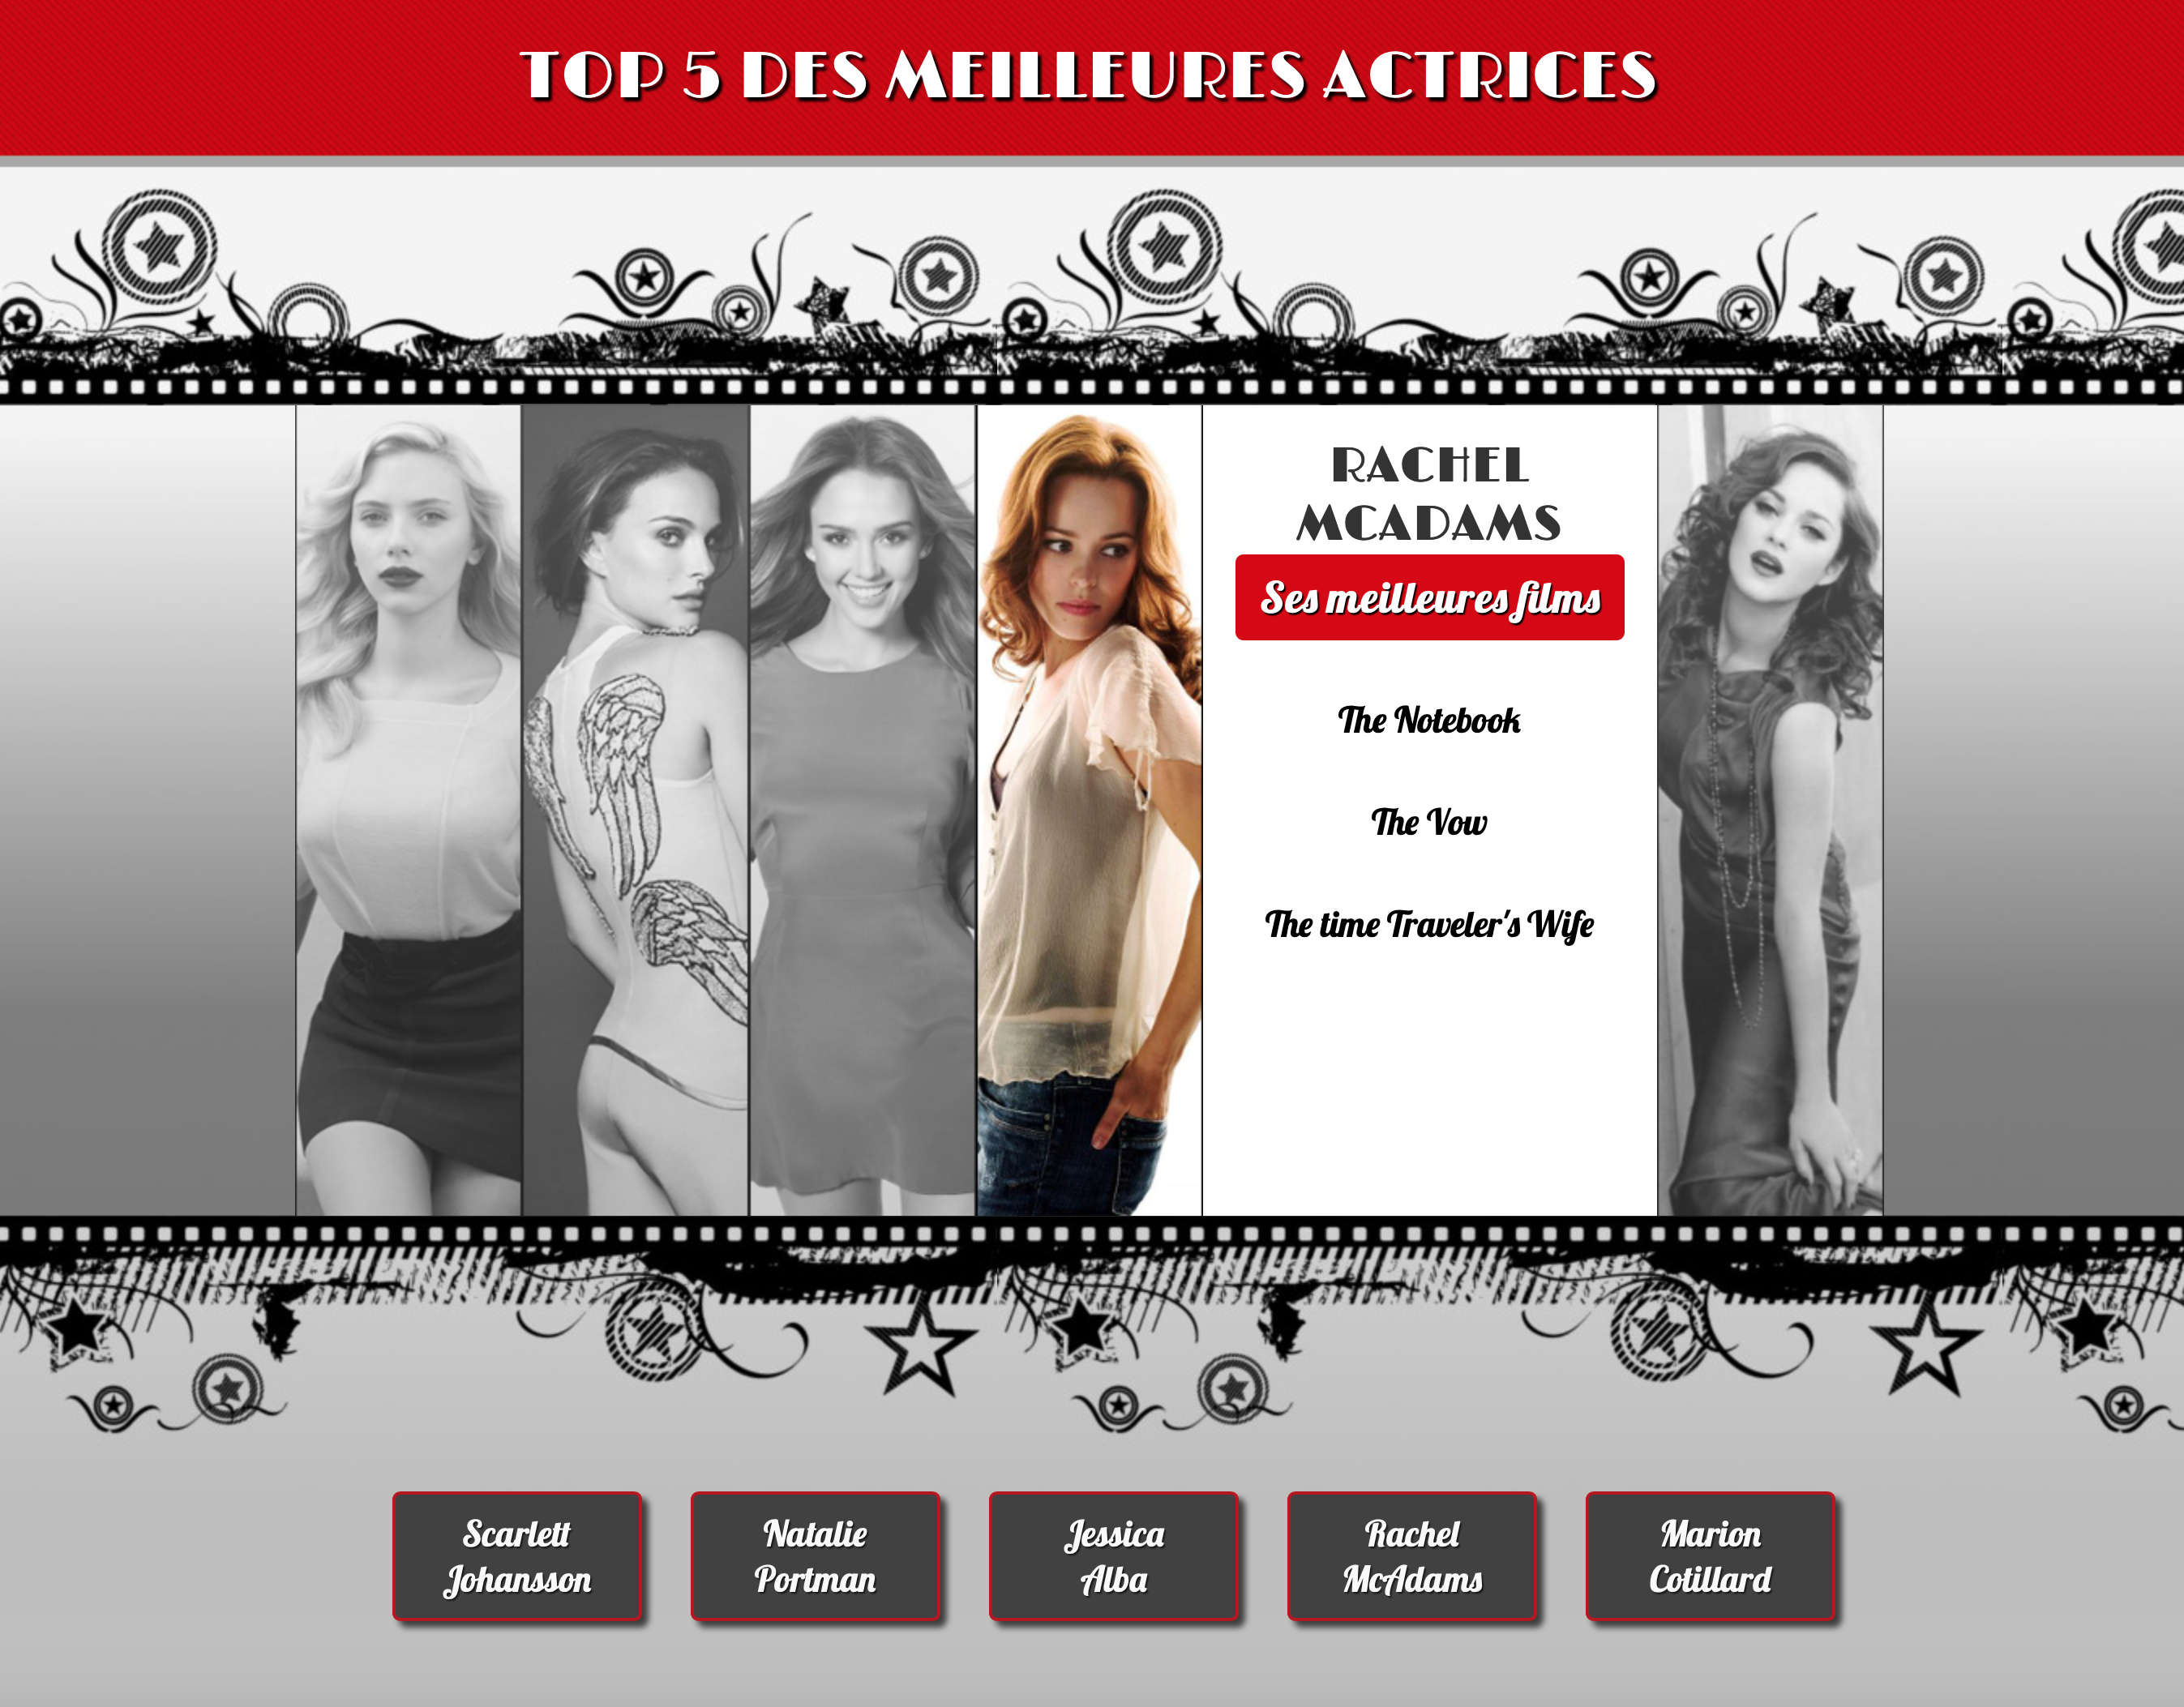 TOP 5 DES MEILLEURES ACTRICES
RACHEL
MCADAMS
Ses meilleures films
The Notebook
The Vow
The time Traveler's Wife
Scarlett
Johansson
Natalie
Portman
Jessica
Alba
Rachel
McAdams
Marion
Cotillard